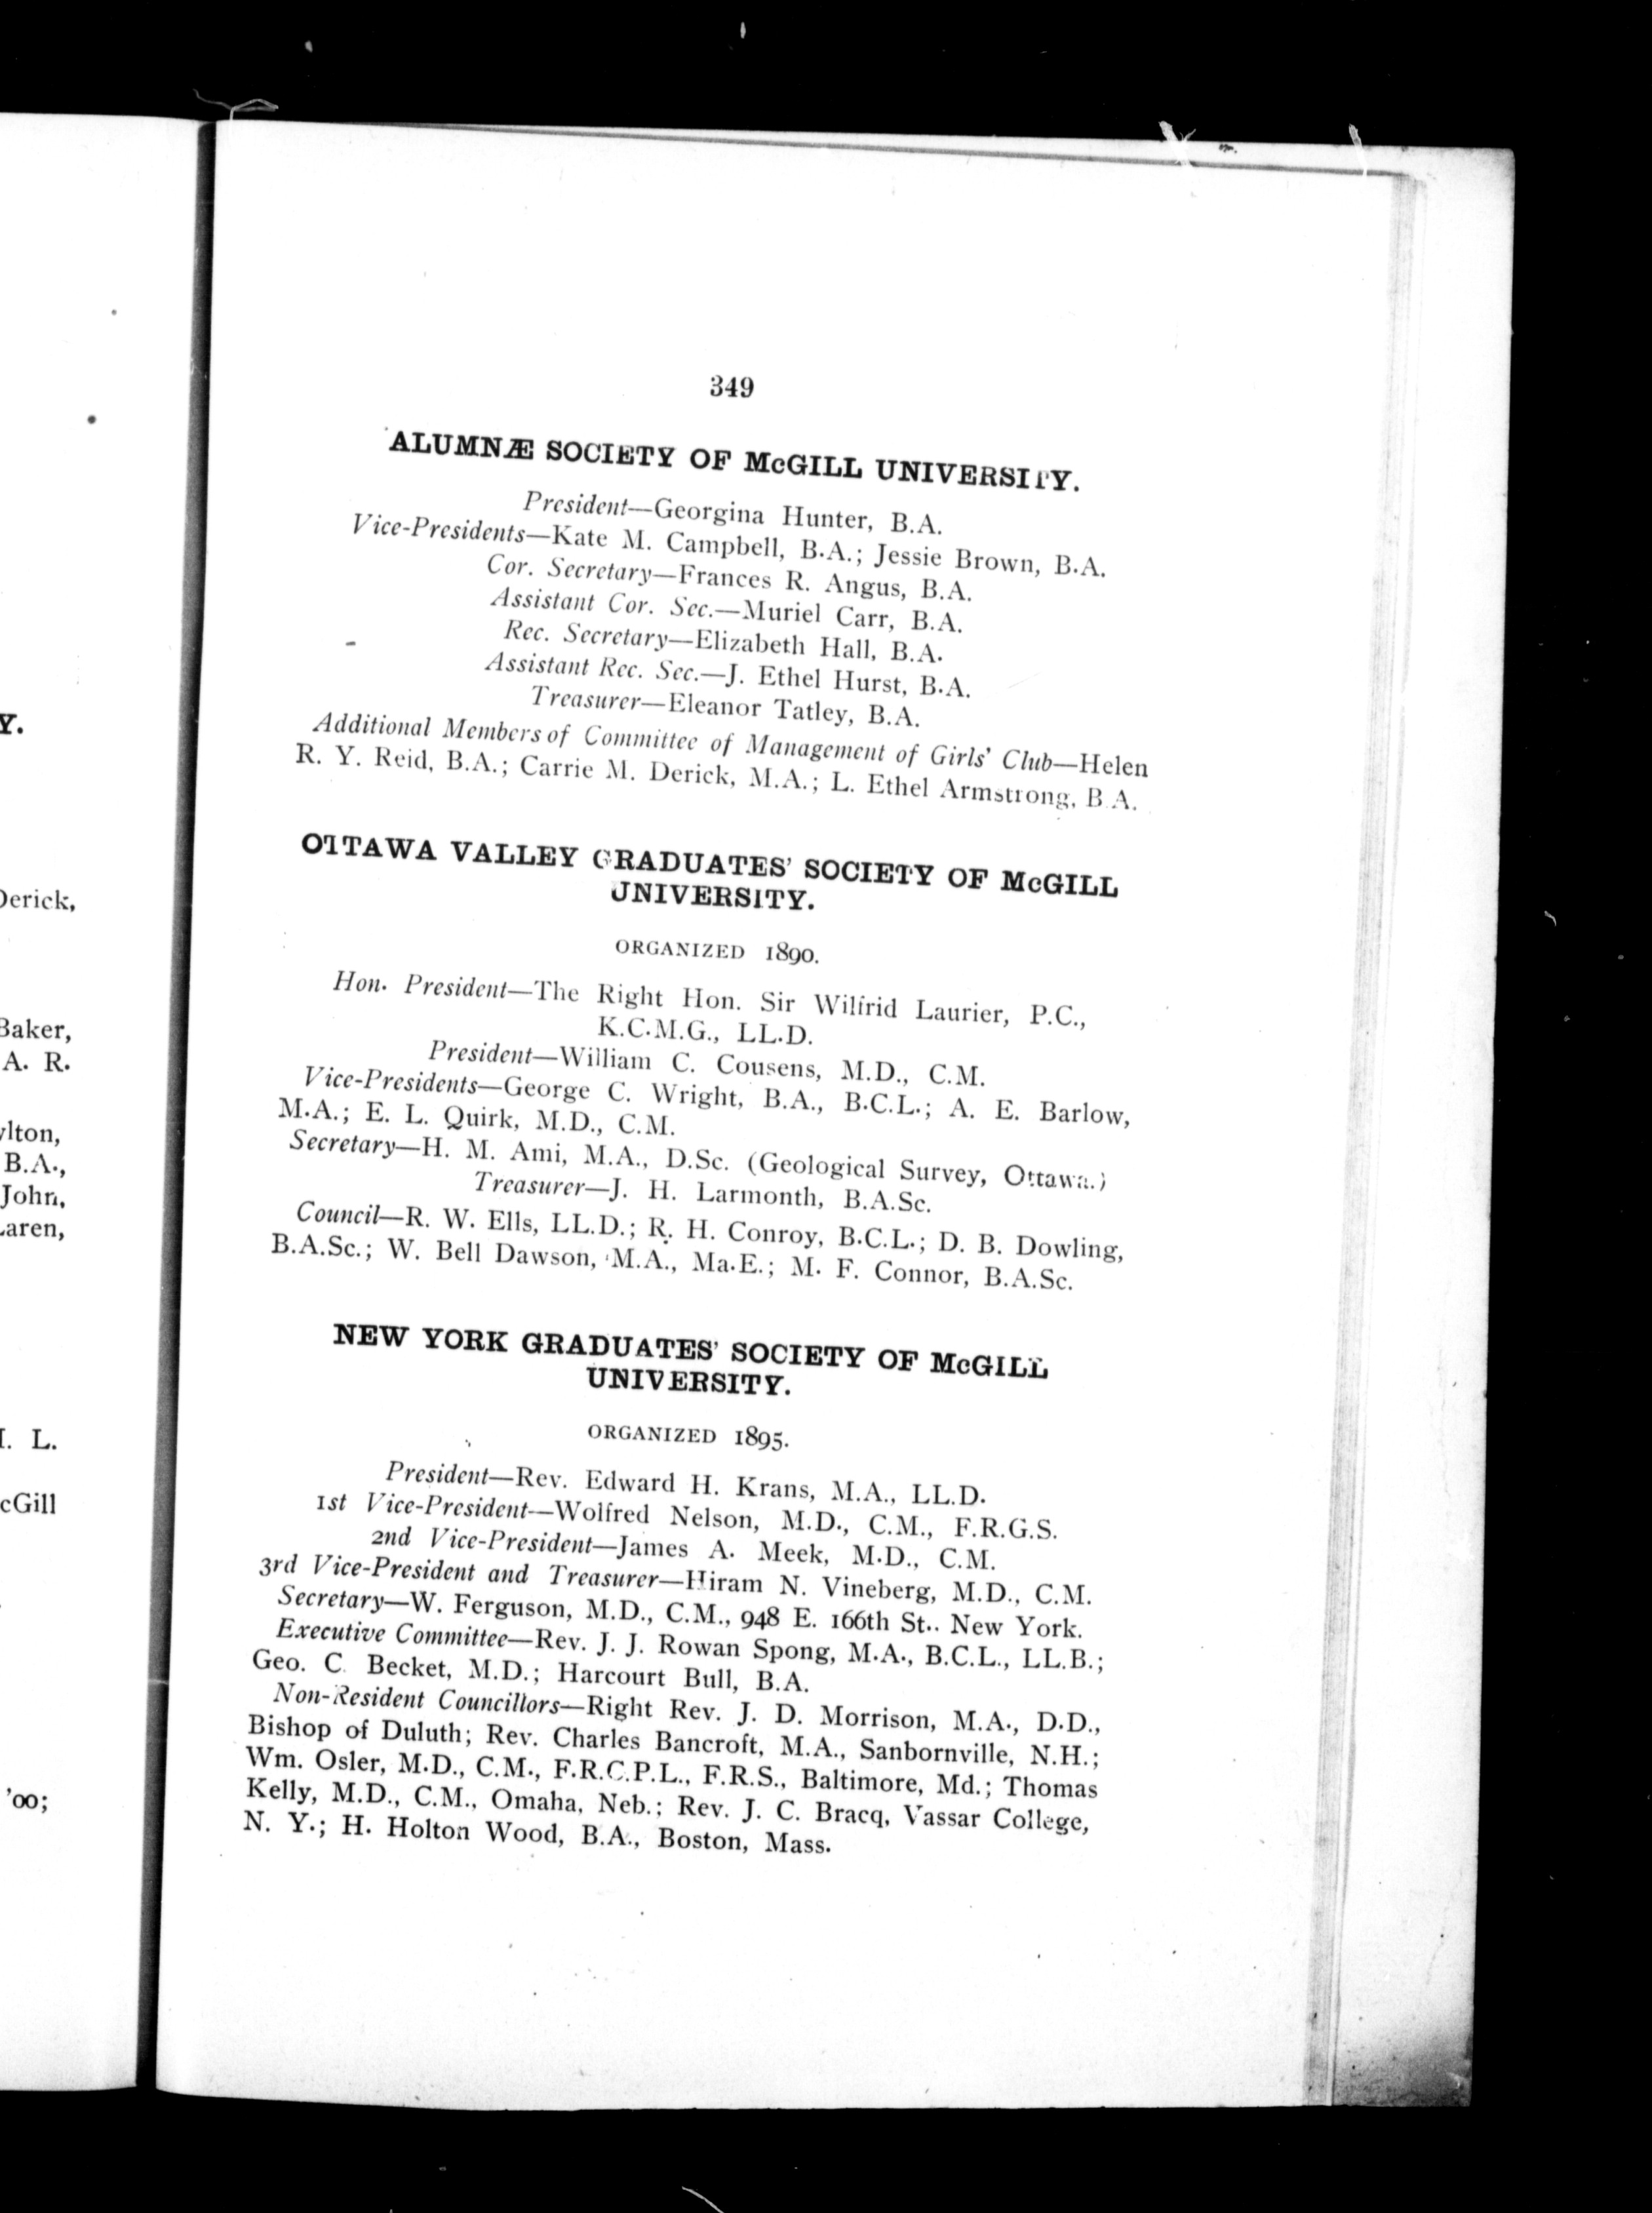 349
ALUMNÆ SOCIETY OF McGILL UNIVERSITY.
President—Georgina Hunter, B.A.
Vice-Presidents—Kate M. Campbell, B.A.; Jessie Brown, B.A.
Cor. Secretary—Frances R. Angus, B.A.
Assistant Cor. Sec.—Muriel Carr, B.A.
Rec. Secretary—Elizabeth Hall, B.A.
Assistant Rec. Sec.—J. Ethel Hurst, B.A.
Treasurer—Eleanor Tatley, B.A.
Additional Members of Committee of Management of Girls' Club—Helen
R. Y. Reid, B.A.; Carrie M. Derick, M.A.; L. Ethel Armstrong, B.A.
OTTAWA VALLEY GRADUATES' SOCIETY OF McGILL
UNIVERSITY.
ORGANIZED 1890.
Hon. President—The Right Hon. Sir Wilfrid Laurier, P.C.,
K.C.M.G., LL.D.
President—William C. Cousens, M.D., C.M.
Vice-Presidents—George C. Wright, B.A., B.C.L.; A. E. Barlow,
M.A.; E. L. Quirk, M.D., C.M.
Secretary—H. M. Ami, M.A., D.Sc. (Geological Survey, Ottawa.)
Treasurer—J. H. Larmonth, B.A.Sc.
Council—R. W. Ells, LL.D.; R. H. Conroy, B.C.L.; D. B. Dowling,
B.A.Sc.; W. Bell Dawson, M.A., Ma.E.; M. F. Connor, B.A.Sc.
NEW YORK GRADUATES' SOCIETY OF McGILL
UNIVERSITY.
ORGANIZED 1895.
President—Rev. Edward H. Krans, M.A., LL.D.
1st Vice-President—Wolfred Nelson, M.D., C.M., F.R.G.S.
2nd Vice-President—James A. Meek, M.D., C.M.
3rd Vice-President and Treasurer—Hiram N. Vineberg, M.D., C.M.
Secretary—W. Ferguson, M.D., C.M., 948 E. 166th St.. New York.
Executive Committee—Rev. J. J. Rowan Spong, M.A., B.C.L., LL.B.;
Geo. C. Becket, M.D.; Harcourt Bull, B.A.
Non-Resident Councillors—Right Rev. J. D. Morrison, M.A., D.D.,
Bishop of Duluth; Rev. Charles Bancroft, M.A., Sanbornville, N.H.;
Wm. Osler, M.D., C.M., F.R.C.P.L., F.R.S., Baltimore, Md.; Thomas
Kelly, M.D., C.M., Omaha, Neb.; Rev. J. C. Bracq, Vassar College,
N. Y.; H. Holton Wood, B.A., Boston, Mass.
Y.
Derick,
Baker,
A. R.
B.A.,
John,
L.
cGill
'00;